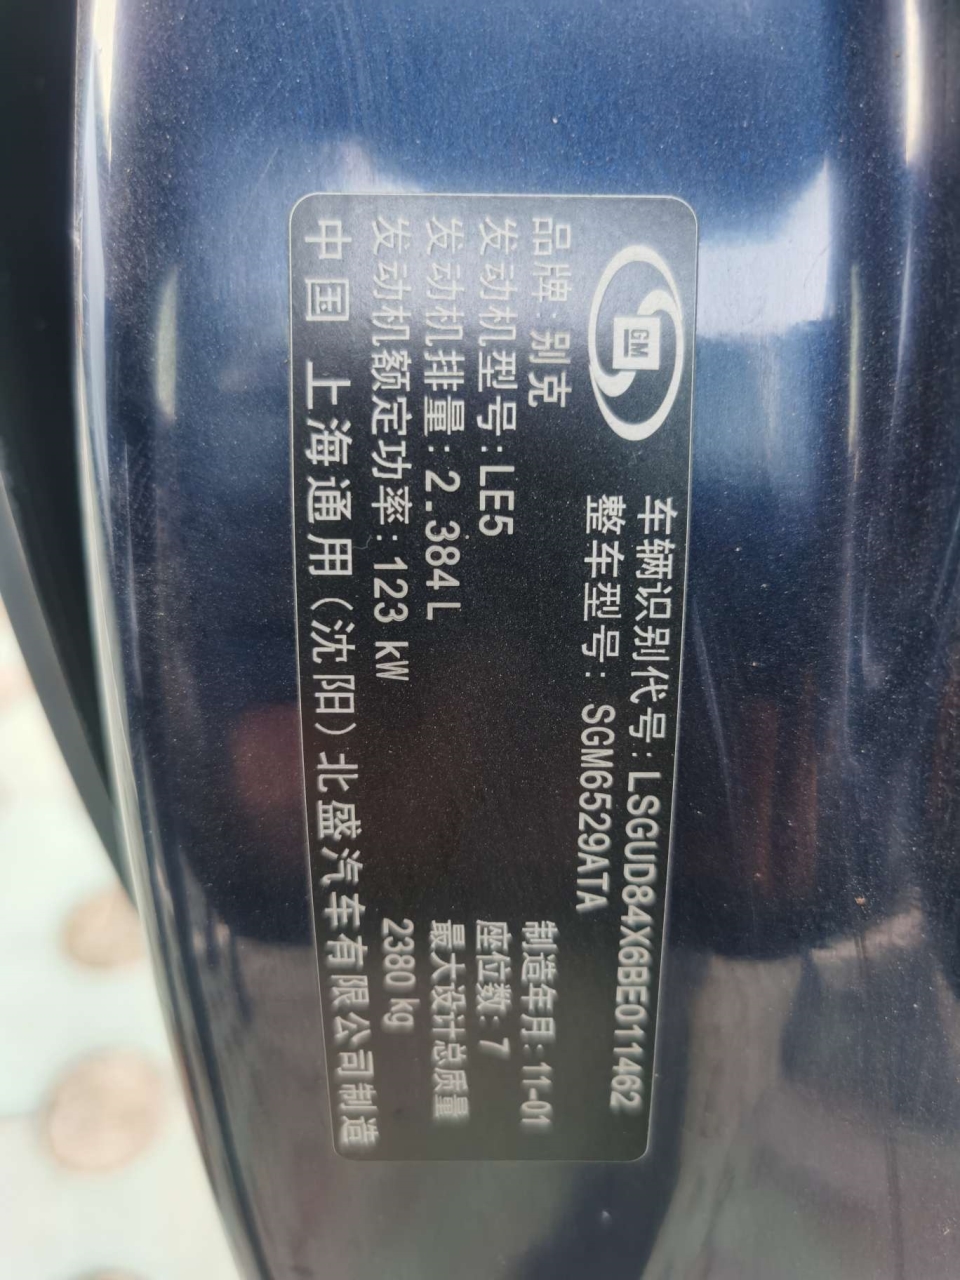 GM
车辆识别代号:LSGUD84X6BE011462
整车型号: SGM6529ATA
品牌:别克
制造年月:11-01
发动机型号:LE5
座位数:7
发动机排量:2.384L
最大设计总质量
发动机额定功率:123 kW
2380 kg
中国 上海通用(沈阳)北盛汽车有限公司制造